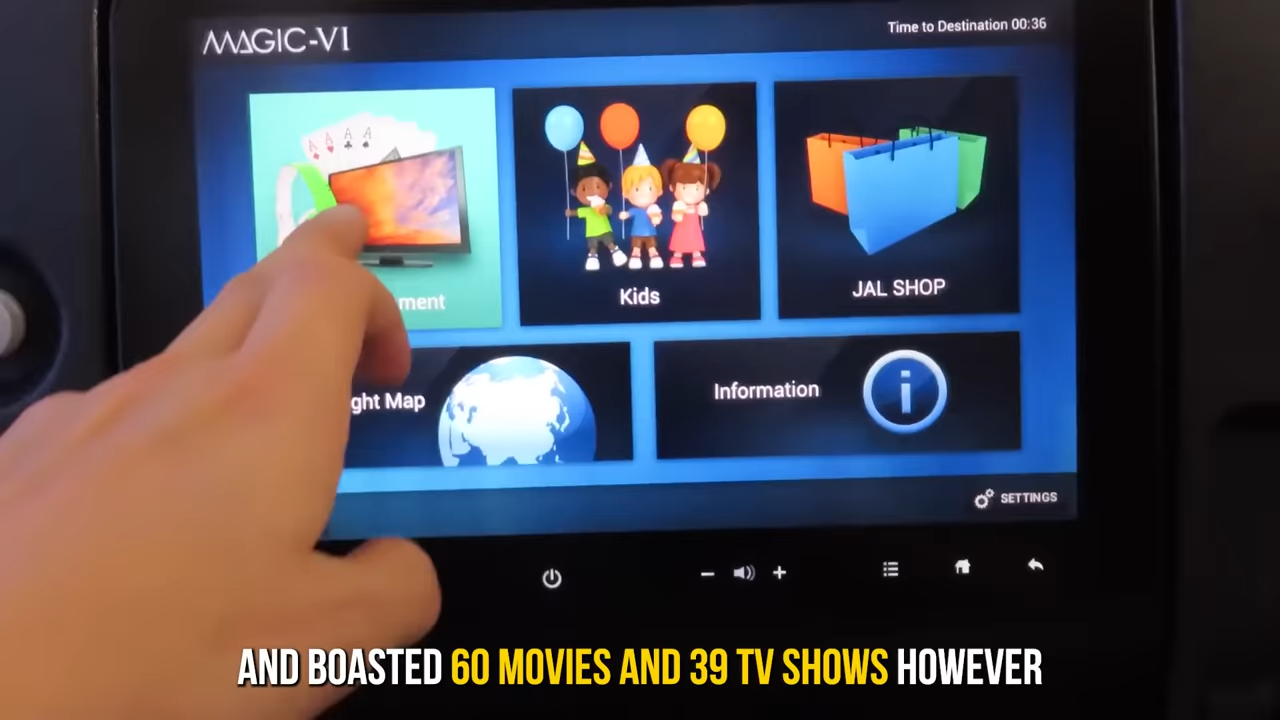 MAGIC-VI
Time to Destination 00:36
Kids
JAL SHOP
Information
SETTINGS
AND BOASTED 60 MOVIES AND 39 TV SHOWS HOWEVER